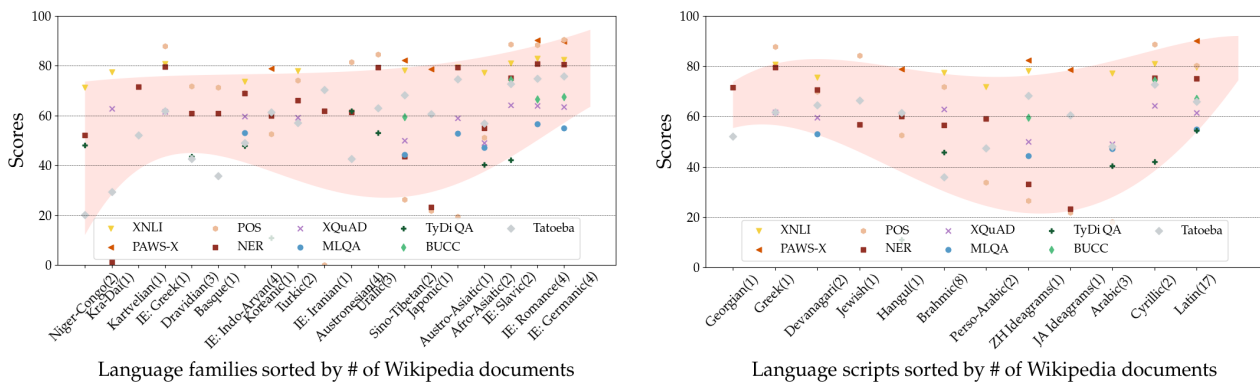 100
80
60
40
20
0
Scores
XNLI
PAWS-X
POS
NER
XQuAD
MLQA
TyDi QA
BUCC
Tatoeba
Niger-Congo(2)
Kra-Dai(1)
Kartvelian(1)
IE: Greek(1)
Dravidian(3)
Basque(1)
IE: Indo-Aryan(4)
Koreanic(1)
Turkic(2)
IE: Iranian(1)
Austronesian(4)
Uralic(3)
Sino-Tibetan(2)
Japonic(1)
Austro-Asiatic(1)
Afro-Asiatic(2)
IE: Slavic(2)
IE: Romance(4)
IE: Germanic(4)
Language families sorted by # of Wikipedia documents
100
80
60
40
20
0
Scores
XNLI
PAWS-X
POS
NER
XQuAD
MLQA
TyDi QA
BUCC
Tatoeba
Georgian(1)
Greek(1)
Devanagari(2)
Jewish(1)
Hangul(1)
Brahmic(8)
Perso-Arabic(2)
ZH Ideagrams(1)
JA Ideagrams(1)
Arabic(3)
Cyrillic(2)
Latin(17)
Language scripts sorted by # of Wikipedia documents